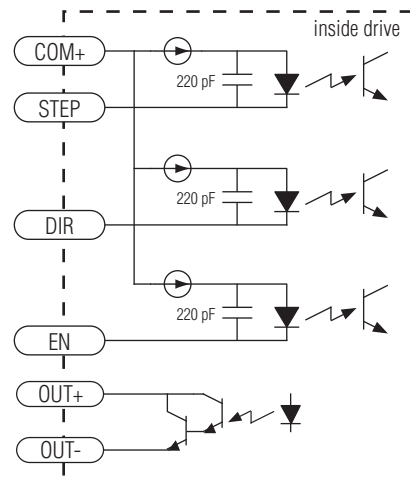 inside drive
COM+
220 pF
STEP
220 pF
DIR
220 pF
EN
OUT+
OUT-